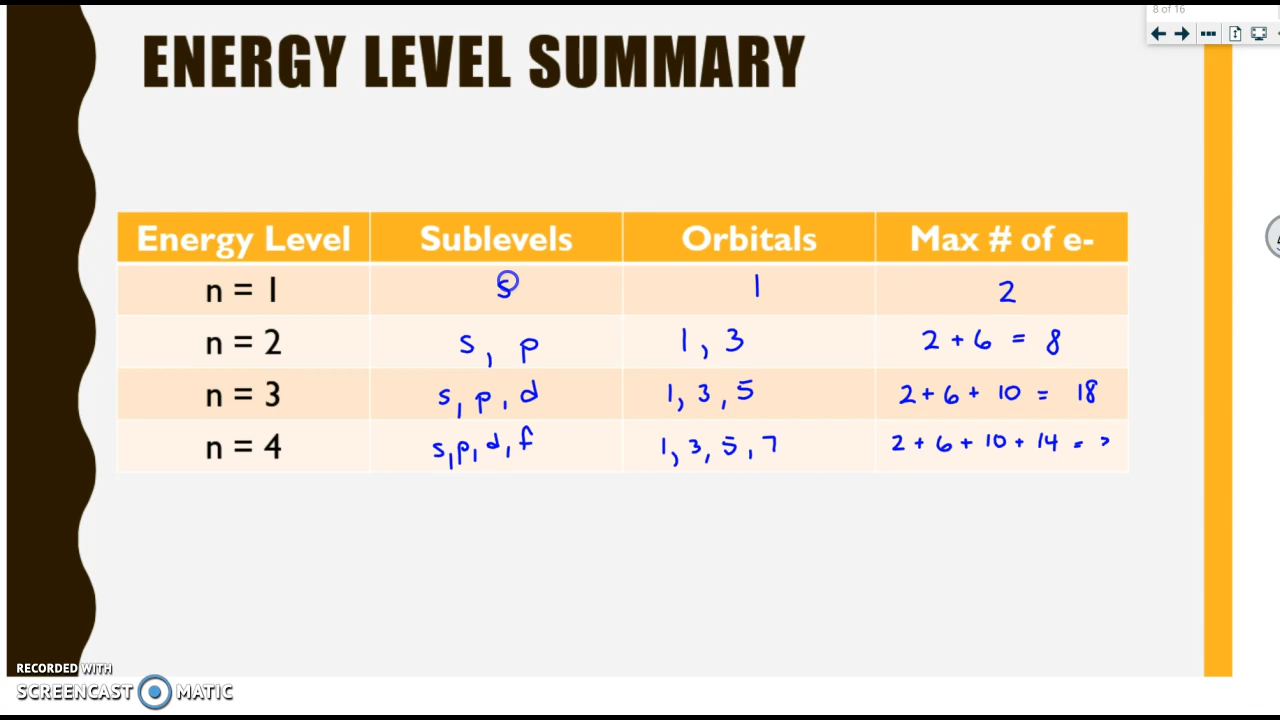 8 of 16
ENERGY LEVEL SUMMARY
Energy Level Sublevels Orbitals Max # of e-
n = 1 s 1 2
n = 2 s, p 1, 3 2 + 6 = 8
n = 3 s, p, d 1, 3, 5 2 + 6 + 10 = 18
n = 4 s, p, d, f 1, 3, 5, 7 2 + 6 + 10 + 14 =
RECORDED WITH
SCREENCAST MATIC